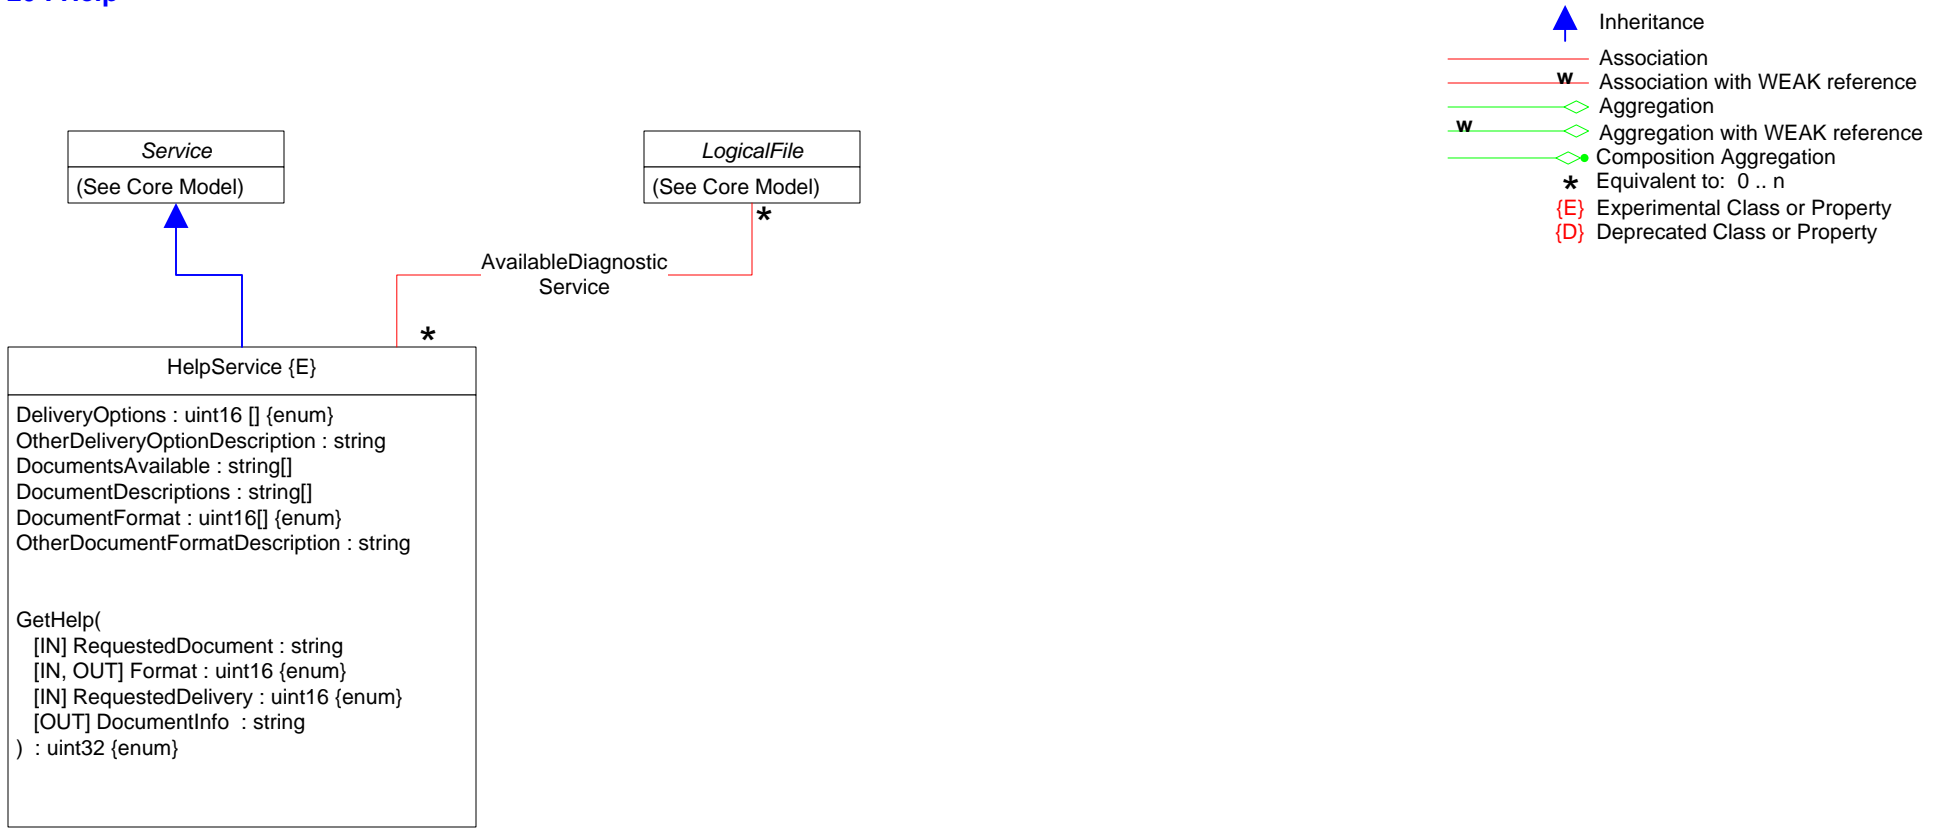 Inheritance
Association
w Association with WEAK reference
Aggregation
w Aggregation with WEAK reference
Composition Aggregation
* Equivalent to: 0 .. n
{E} Experimental Class or Property
{D} Deprecated Class or Property
Service
(See Core Model)
LogicalFile
(See Core Model)
*
AvailableDiagnostic
Service
*
HelpService {E}
DeliveryOptions : uint16 [] {enum}
OtherDeliveryOptionDescription : string
DocumentsAvailable : string[]
DocumentDescriptions : string[]
DocumentFormat : uint16[] {enum}
OtherDocumentFormatDescription : string
GetHelp(
[IN] RequestedDocument : string
[IN, OUT] Format : uint16 {enum}
[IN] RequestedDelivery : uint16 {enum}
[OUT] DocumentInfo : string
) : uint32 {enum}